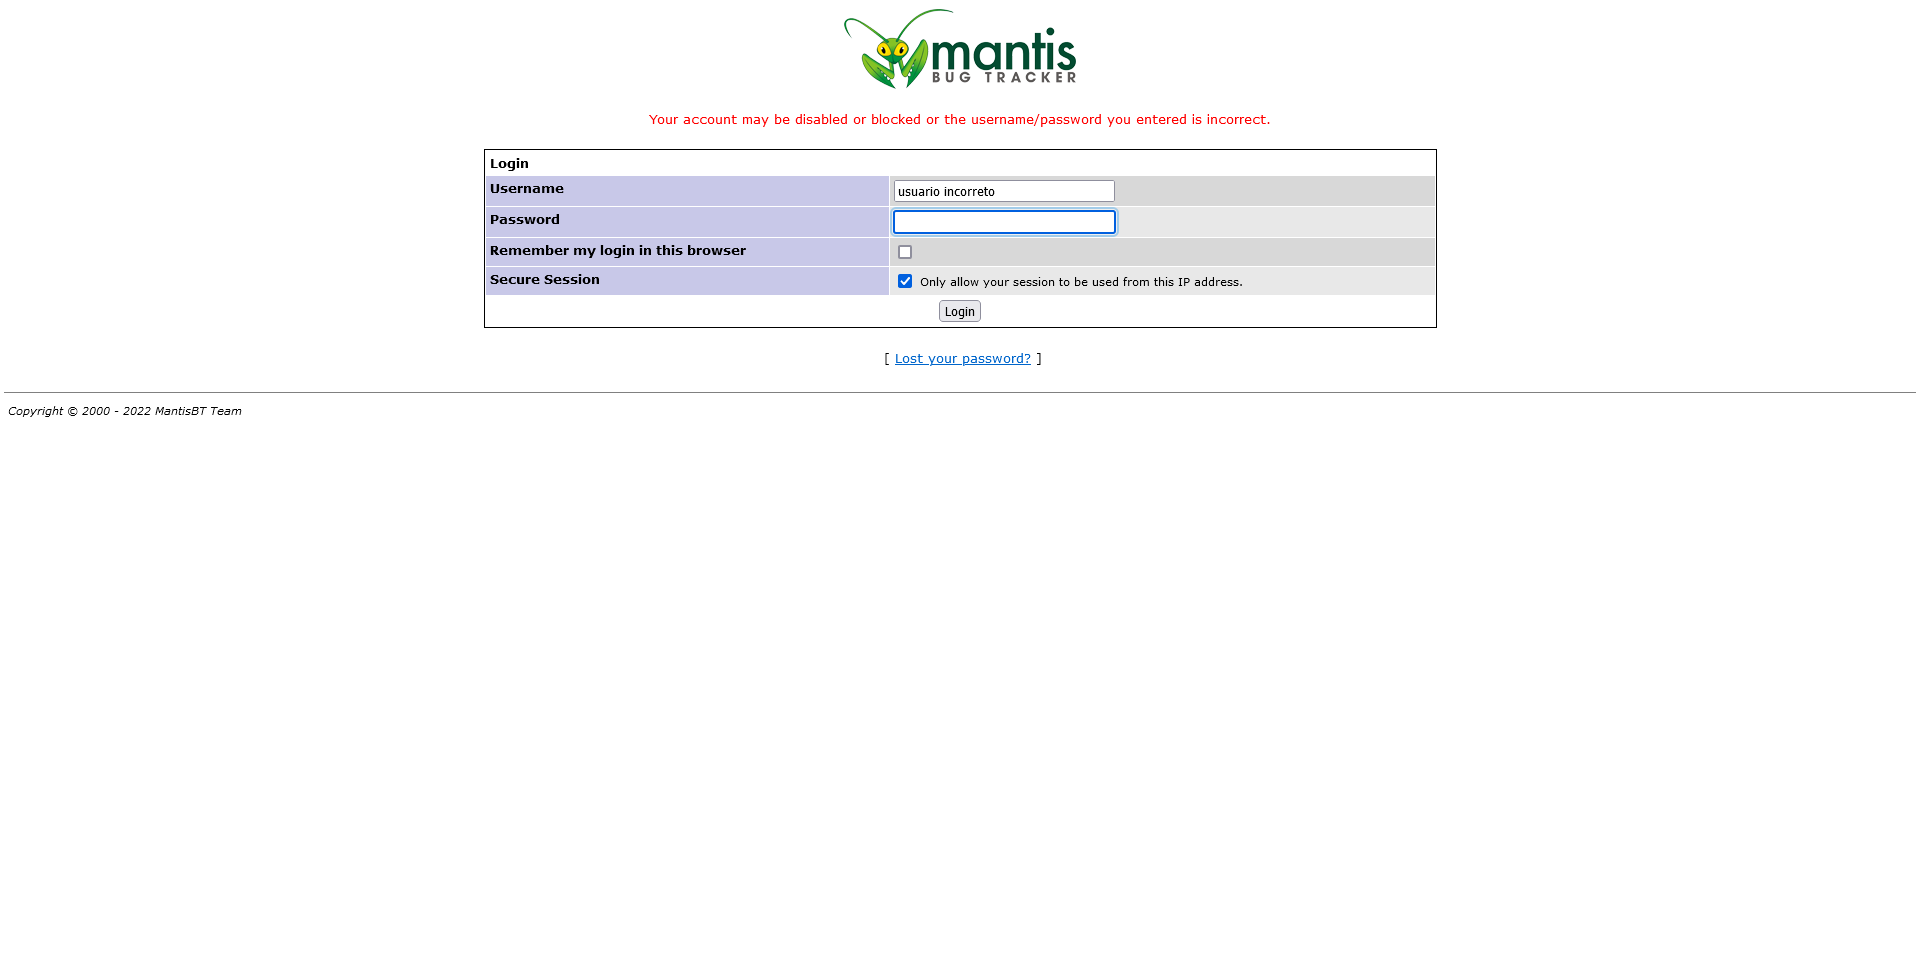 mantis
BUG TRACKER
Your account may be disabled or blocked or the username/password you entered is incorrect.
Login
Username usuario incorreto
Password
Remember my login in this browser
Secure Session Only allow your session to be used from this IP address.
Login
[ Lost your password? ]
Copyright © 2000 - 2022 MantisBT Team